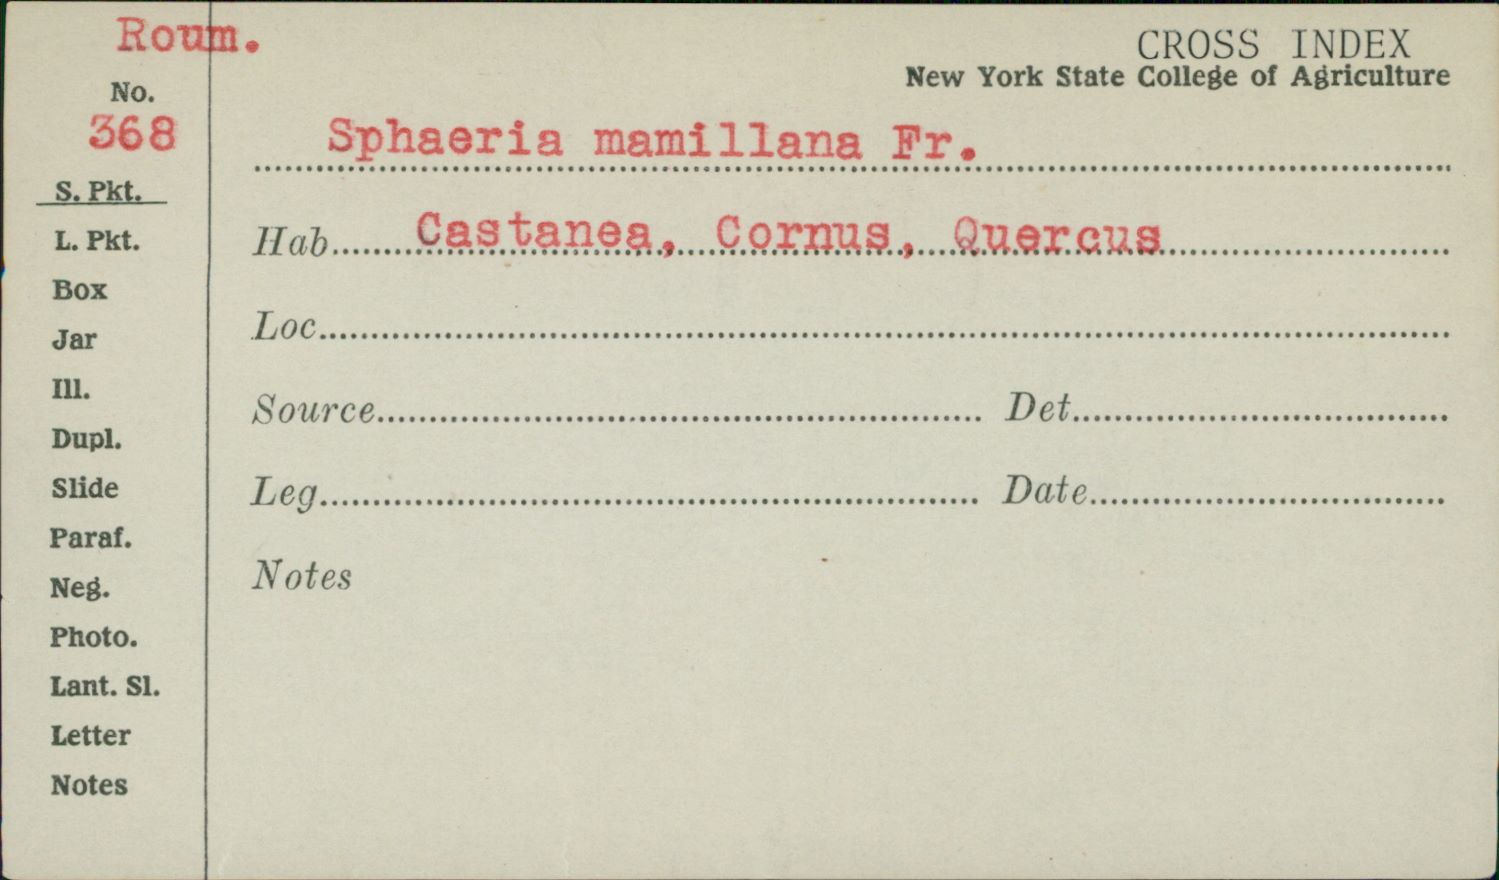 Roum.
CROSS INDEX
No.
New York State College of Agriculture
368
Sphaeria mamillana Fr.
S. Pkt.
Hab. Castanea, Cornus, Quercus
L. Pkt.
Box
Loc.
Jar
Ill.
Source Det.
Dupl.
Slide
Leg. Date
Paraf.
Neg.
Notes
Photo.
Lant. Sl.
Letter
Notes